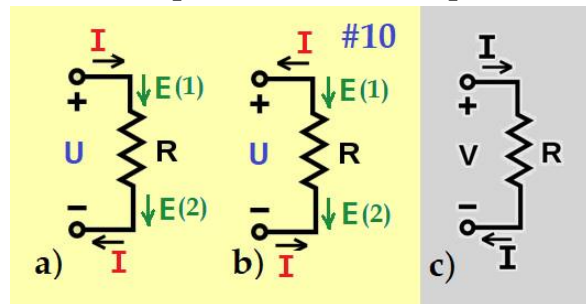 I
+
U
−
R
E(1)
E(2)
I
a)
#10
I
+
U
−
R
E(1)
E(2)
I
b)
I
+
V
−
R
I
c)